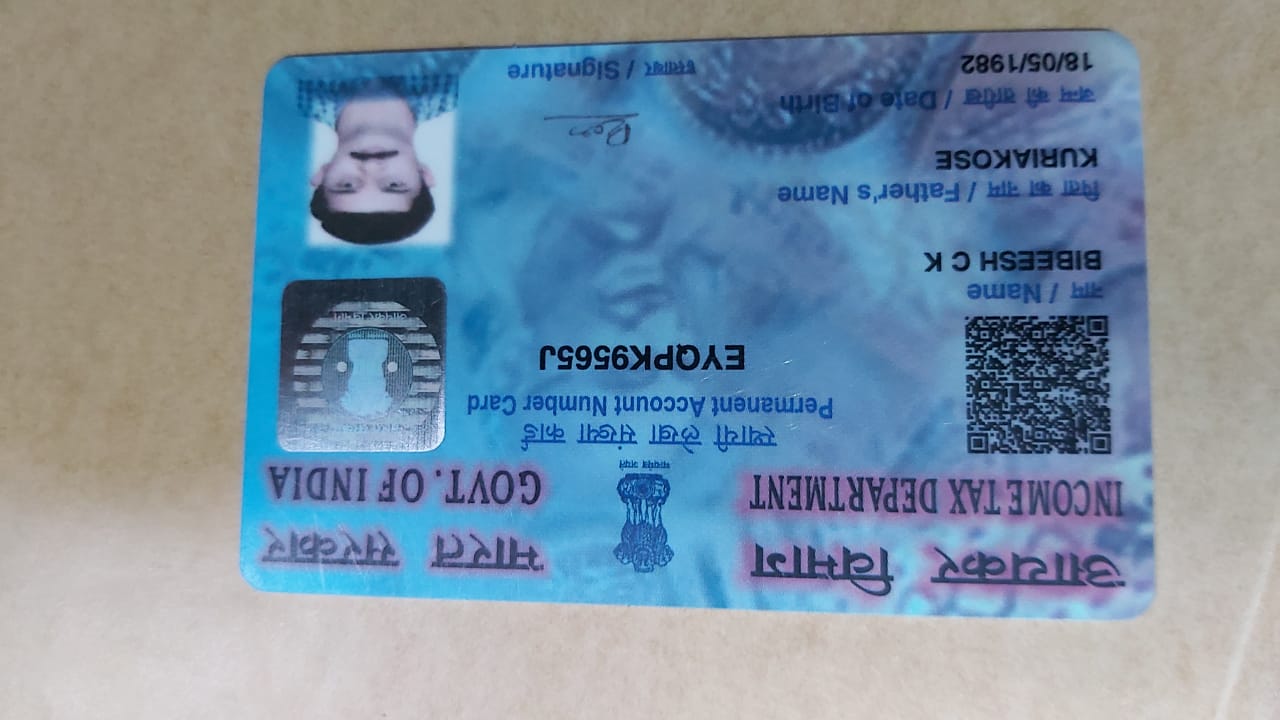 आयकर विभाग
भारत सरकार
INCOME TAX DEPARTMENT
GOVT. OF INDIA
सत्यमेव जयते
स्थायी लेखा संख्या कार्ड
Permanent Account Number Card
EYQPK9565J
आयकर विभाग
नाम / Name
BIBEESH C K
पिता का नाम / Father's Name
KURIAKOSE
जन्म की तारीख / Date of Birth
18/05/1982
हस्ताक्षर / Signature